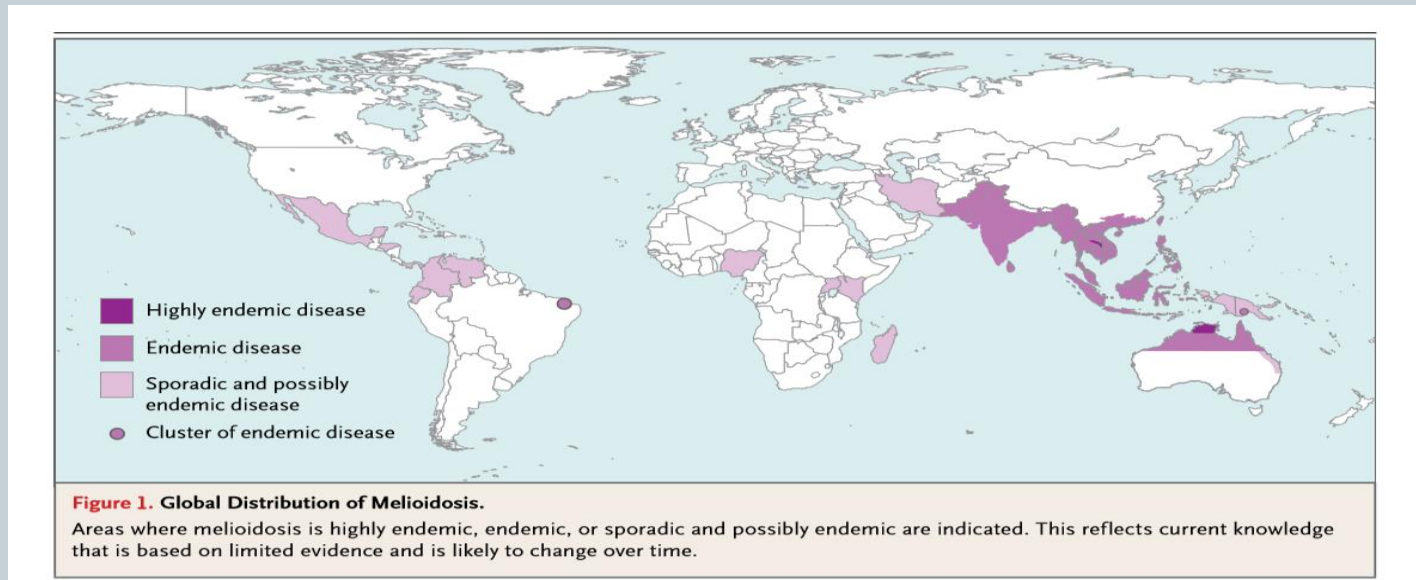 Highly endemic disease
Endemic disease
Sporadic and possibly
endemic disease
Cluster of endemic disease
Figure 1. Global Distribution of Melioidosis.
Areas where melioidosis is highly endemic, endemic, or sporadic and possibly endemic are indicated. This reflects current knowledge
that is based on limited evidence and is likely to change over time.